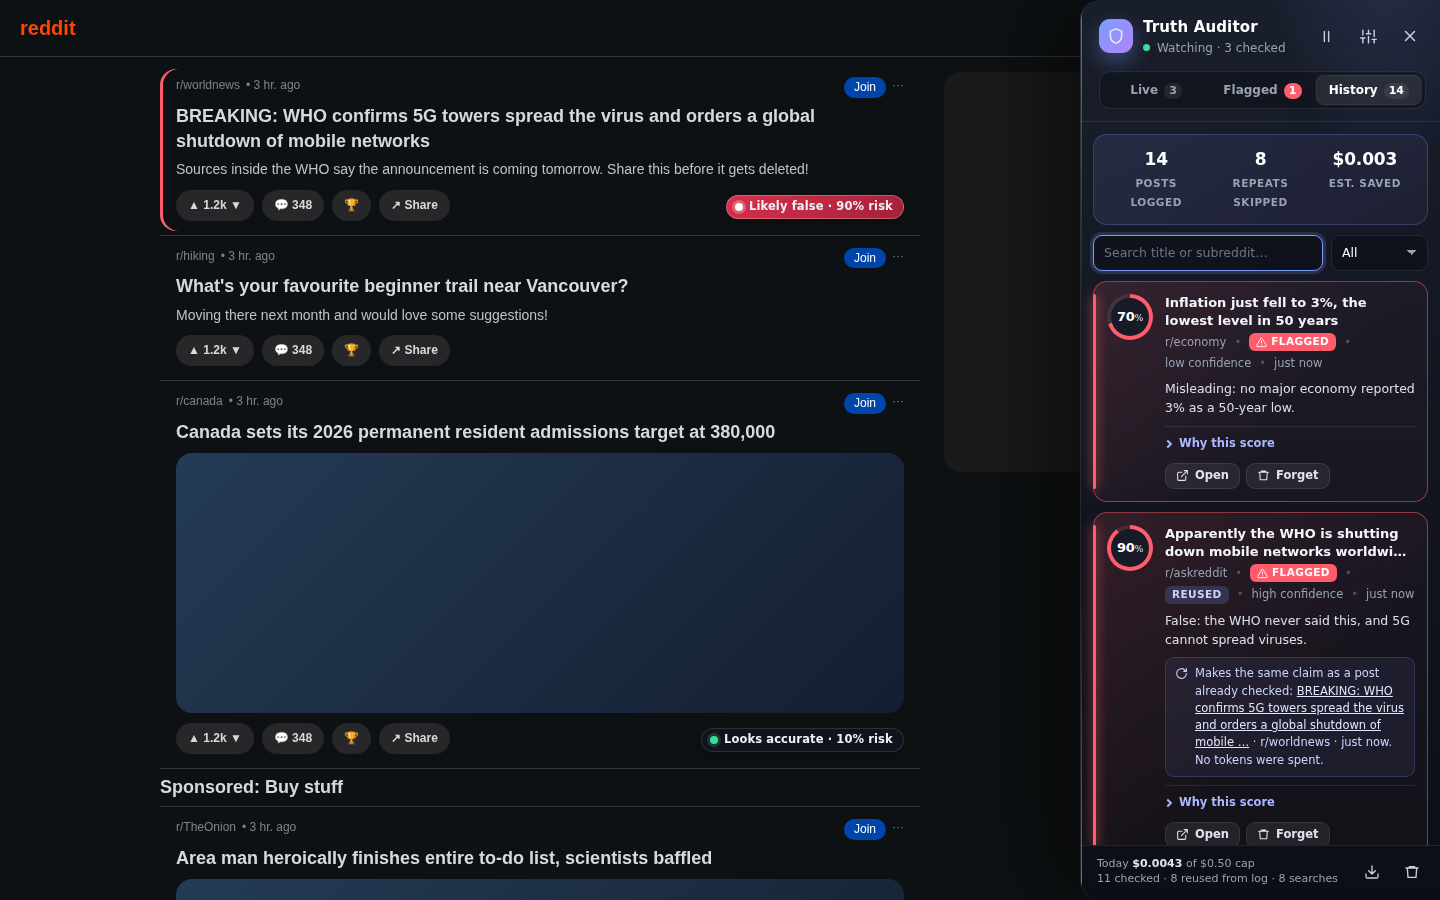 reddit
r/worldnews • 3 hr. ago
Join ···
BREAKING: WHO confirms 5G towers spread the virus and orders a global
shutdown of mobile networks
Sources inside the WHO say the announcement is coming tomorrow. Share this before it gets deleted!
▲ 1.2k ▼ 💬 348 🏆 ↗ Share
Likely false · 90% risk
r/hiking • 3 hr. ago
Join ···
What's your favourite beginner trail near Vancouver?
Moving there next month and would love some suggestions!
▲ 1.2k ▼ 💬 348 🏆 ↗ Share
r/canada • 3 hr. ago
Join ···
Canada sets its 2026 permanent resident admissions target at 380,000
▲ 1.2k ▼ 💬 348 🏆 ↗ Share
Looks accurate · 10% risk
Sponsored: Buy stuff
r/TheOnion • 3 hr. ago
Join ···
Area man heroically finishes entire to-do list, scientists baffled
Truth Auditor
Watching · 3 checked
Live 3 Flagged 1 History 14
14 8 $0.003
POSTS REPEATS EST. SAVED
LOGGED SKIPPED
Search title or subreddit…
All
70%
Inflation just fell to 3%, the
lowest level in 50 years
r/economy • FLAGGED •
low confidence • just now
Misleading: no major economy reported
3% as a 50-year low.
Why this score
Open Forget
90%
Apparently the WHO is shutting
down mobile networks worldwi…
r/askreddit • FLAGGED •
REUSED • high confidence • just now
False: the WHO never said this, and 5G
cannot spread viruses.
Makes the same claim as a post
already checked: BREAKING: WHO
confirms 5G towers spread the virus
and orders a global shutdown of
mobile … · r/worldnews · just now.
No tokens were spent.
Why this score
Open Forget
Today $0.0043 of $0.50 cap
11 checked · 8 reused from log · 8 searches